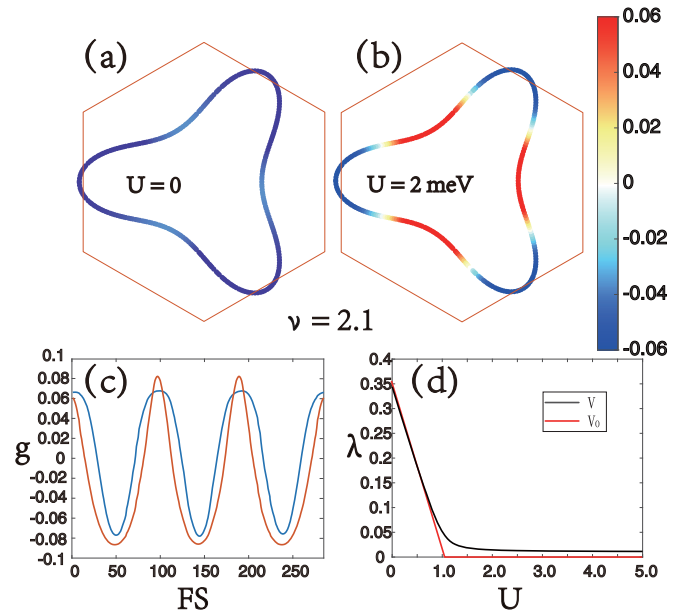 (a)
(b)
U = 0
U = 2 meV
ν = 2.1
0.06
0.04
0.02
0
-0.02
-0.04
-0.06
(c)
g
0.1
0.08
0.06
0.04
0.02
0
-0.02
-0.04
-0.06
-0.08
-0.1
0 50 100 150 200 250
FS
(d)
λ
0.4
0.35
0.3
0.25
0.2
0.15
0.1
0.05
0
V
V₀
0 1.0 2.0 3.0 4.0 5.0
U